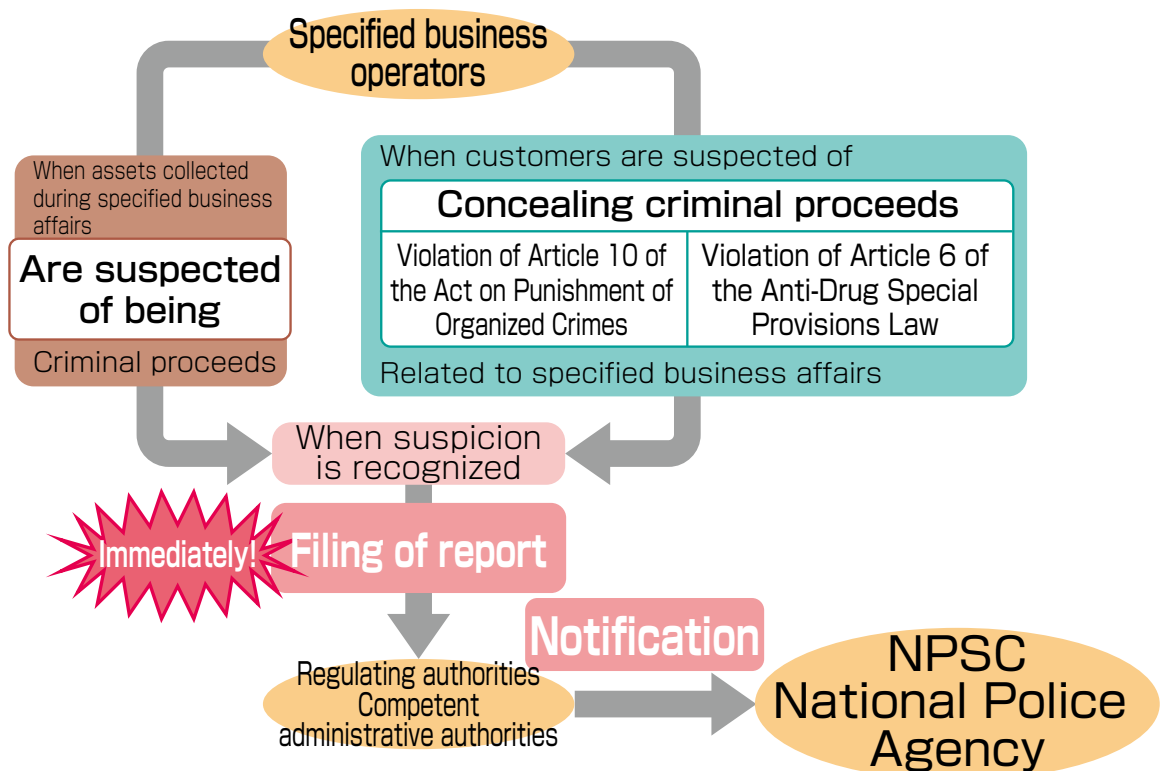 Specified business
operators
When assets collected
during specified business
affairs
Are suspected
of being
Criminal proceeds
When customers are suspected of
Concealing criminal proceeds
Violation of Article 10 of
the Act on Punishment of
Organized Crimes
Violation of Article 6 of
the Anti-Drug Special
Provisions Law
Related to specified business affairs
When suspicion
is recognized
Immediately!
Filing of report
Notification
Regulating authorities
Competent
administrative authorities
NPSC
National Police
Agency